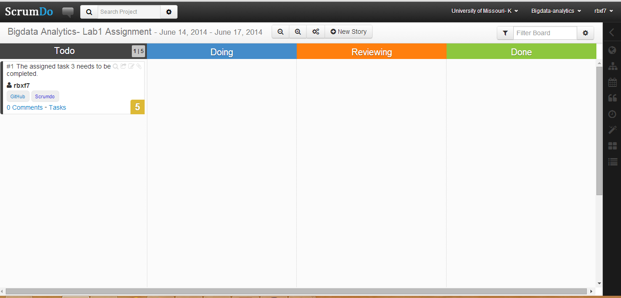 ScrumDo
Search Project
University of Missouri- K
Bigdata-analytics
rbxf7
Bigdata Analytics- Lab1 Assignment - June 14, 2014 - June 17, 2014
New Story
Filter Board
Todo
1 | 5
Doing
Reviewing
Done
#1 The assigned task 3 needs to be
completed.
rbxf7
GitHub
Scrumdo
0 Comments - Tasks
5